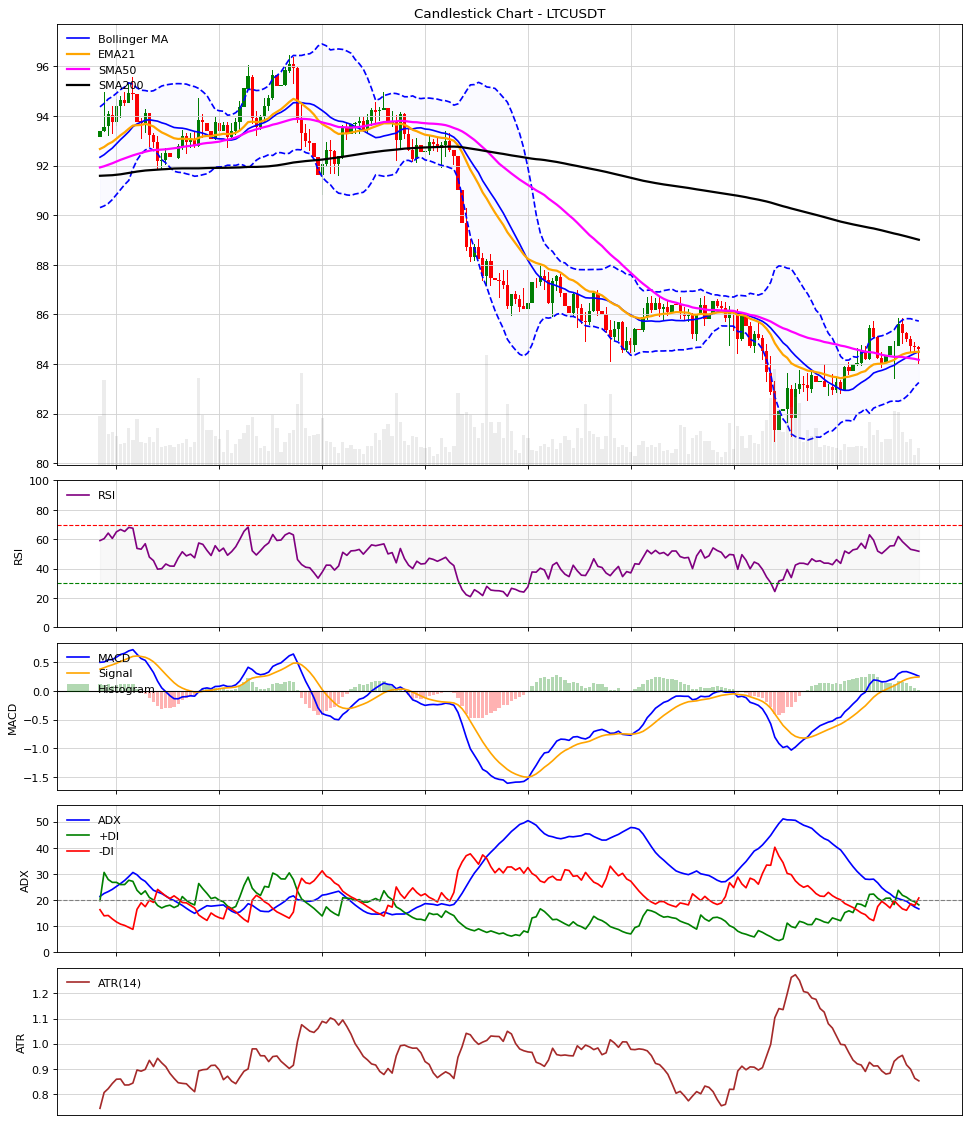 Candlestick Chart - LTCUSDT
Bollinger MA
EMA21
SMA50
SMA200
96
94
92
90
88
86
84
82
80
RSI
RSI
100
80
60
40
20
0
MACD
Signal
Histogram
MACD
0.5
0.0
−0.5
−1.0
−1.5
ADX
+DI
-DI
ADX
50
40
30
20
10
0
ATR(14)
ATR
1.2
1.1
1.0
0.9
0.8